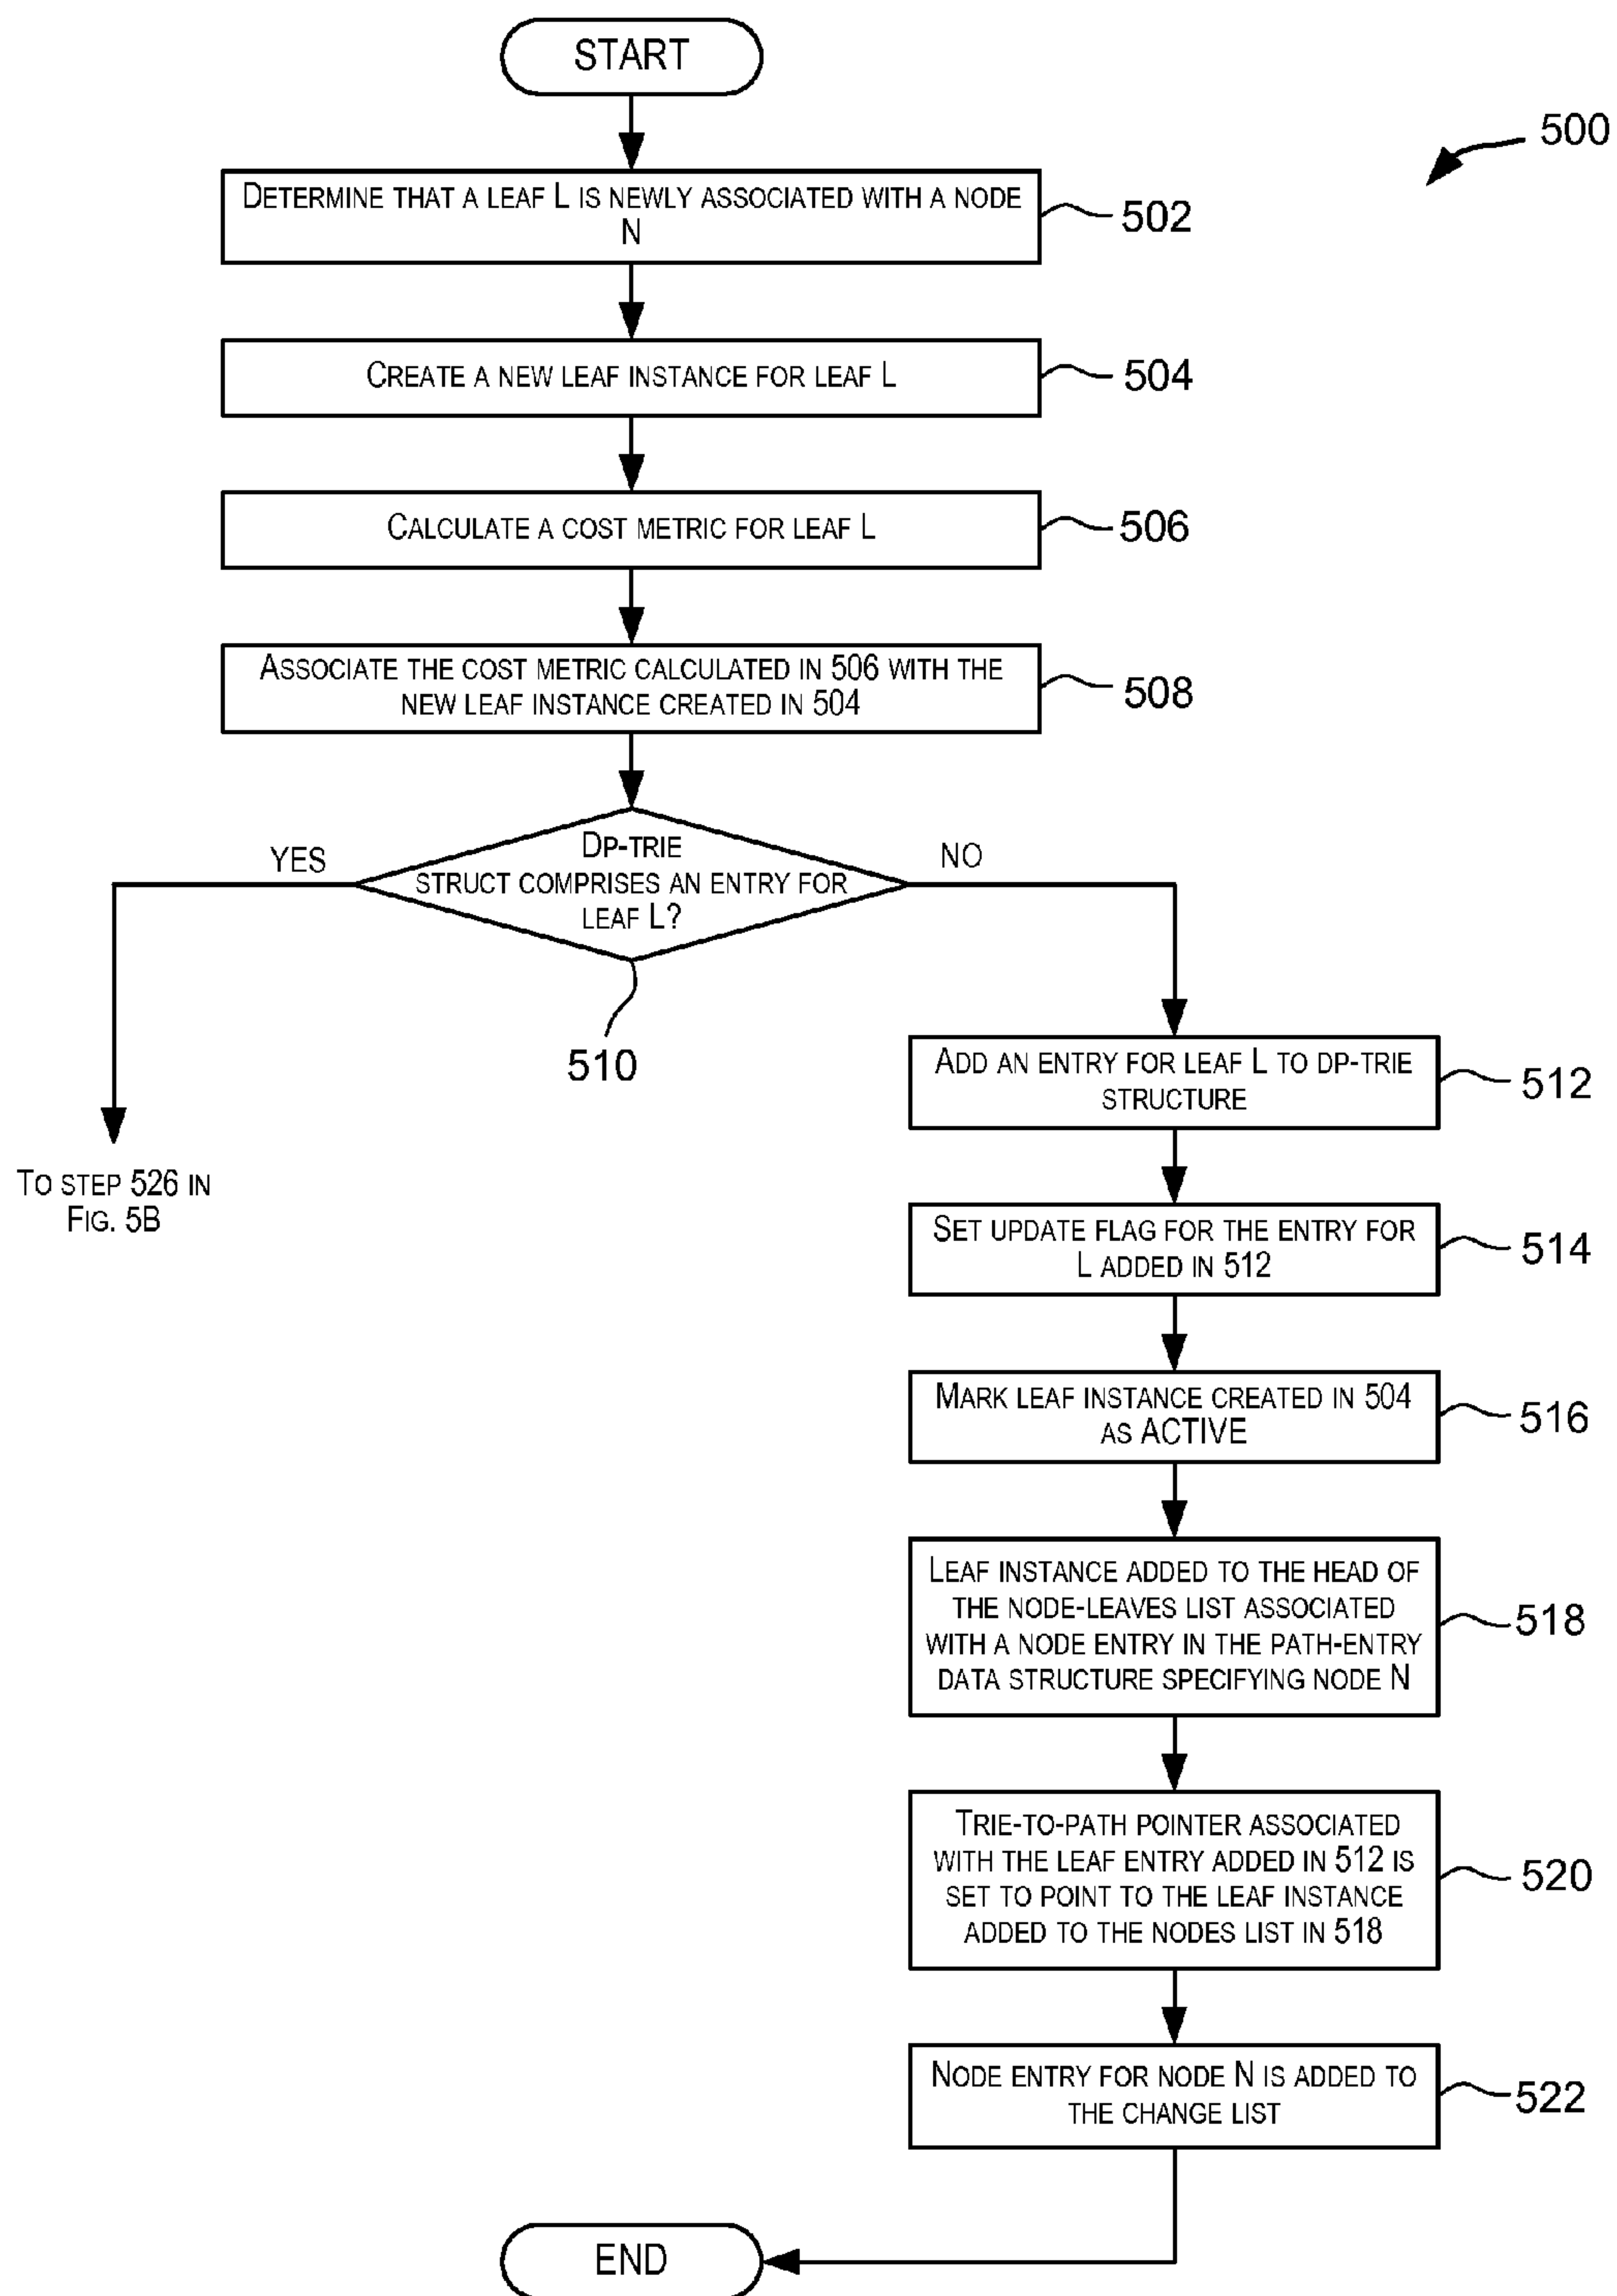 START
500
DETERMINE THAT A LEAF L IS NEWLY ASSOCIATED WITH A NODE
N
502
CREATE A NEW LEAF INSTANCE FOR LEAF L
504
CALCULATE A COST METRIC FOR LEAF L
506
ASSOCIATE THE COST METRIC CALCULATED IN 506 WITH THE
NEW LEAF INSTANCE CREATED IN 504
508
YES
DP-TRIE
STRUCT COMPRISES AN ENTRY FOR
LEAF L?
NO
510
TO STEP 526 IN
FIG. 5B
ADD AN ENTRY FOR LEAF L TO DP-TRIE
STRUCTURE
512
SET UPDATE FLAG FOR THE ENTRY FOR
L ADDED IN 512
514
MARK LEAF INSTANCE CREATED IN 504
AS ACTIVE
516
LEAF INSTANCE ADDED TO THE HEAD OF
THE NODE-LEAVES LIST ASSOCIATED
WITH A NODE ENTRY IN THE PATH-ENTRY
DATA STRUCTURE SPECIFYING NODE N
518
TRIE-TO-PATH POINTER ASSOCIATED
WITH THE LEAF ENTRY ADDED IN 512 IS
SET TO POINT TO THE LEAF INSTANCE
ADDED TO THE NODES LIST IN 518
520
NODE ENTRY FOR NODE N IS ADDED TO
THE CHANGE LIST
522
END